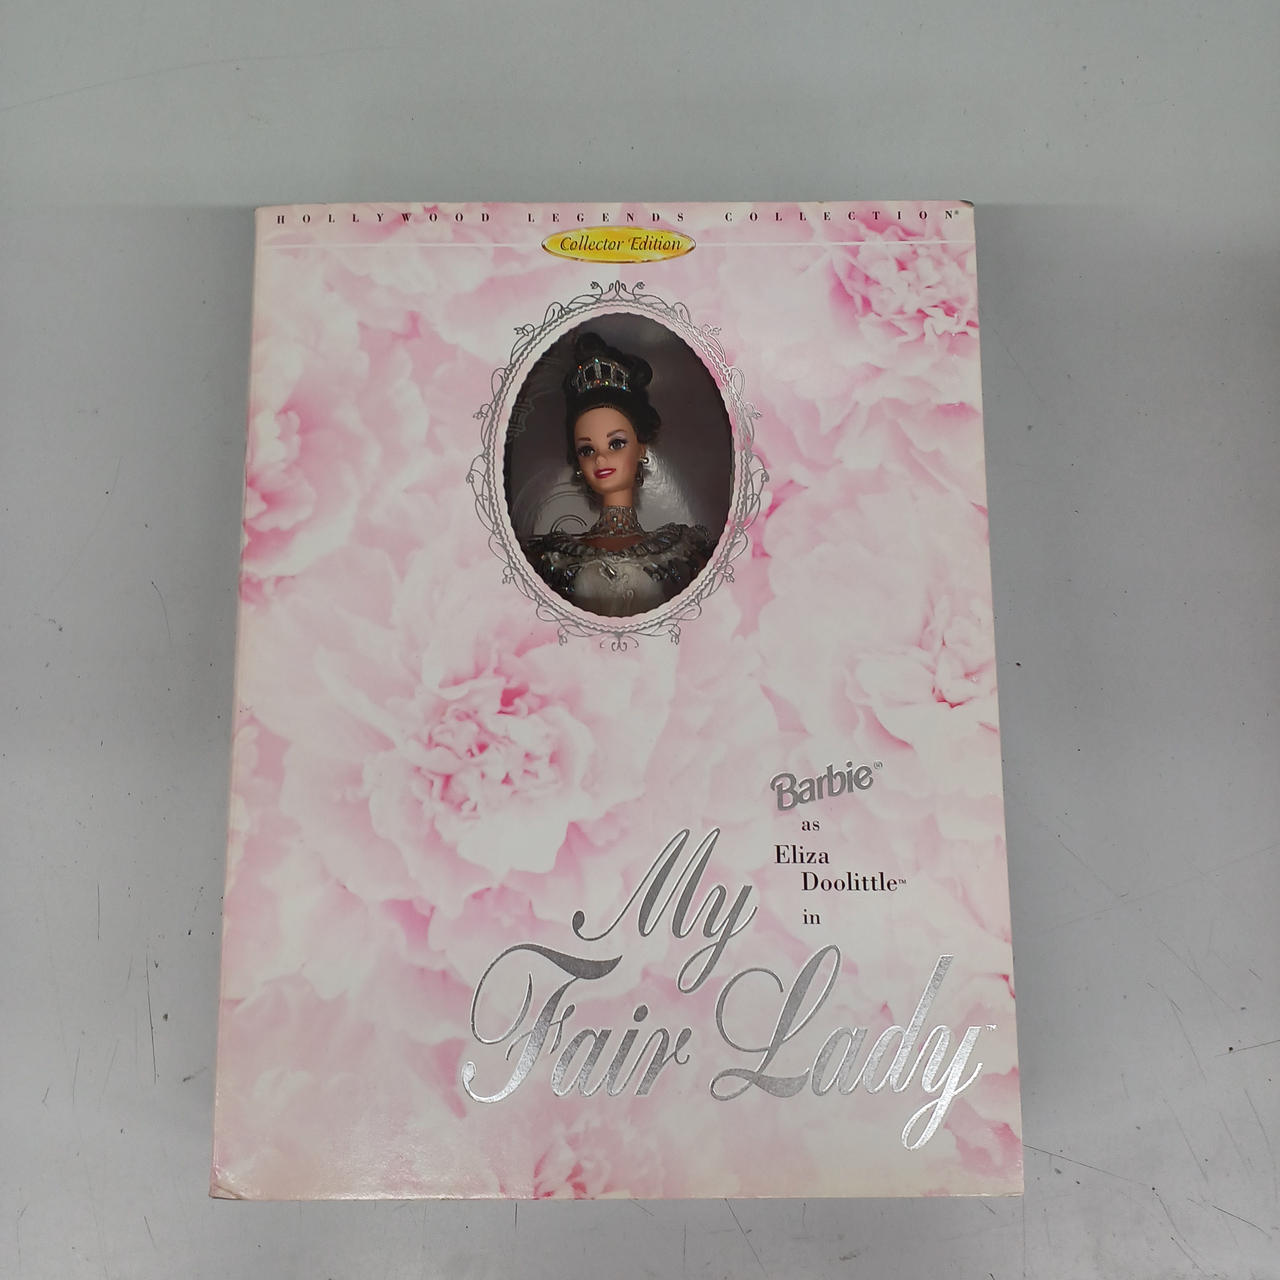 HOLLYWOOD LEGENDS COLLECTION®
Collector Edition
Barbie®
as
Eliza
Doolittle™
in
My
Fair Lady™